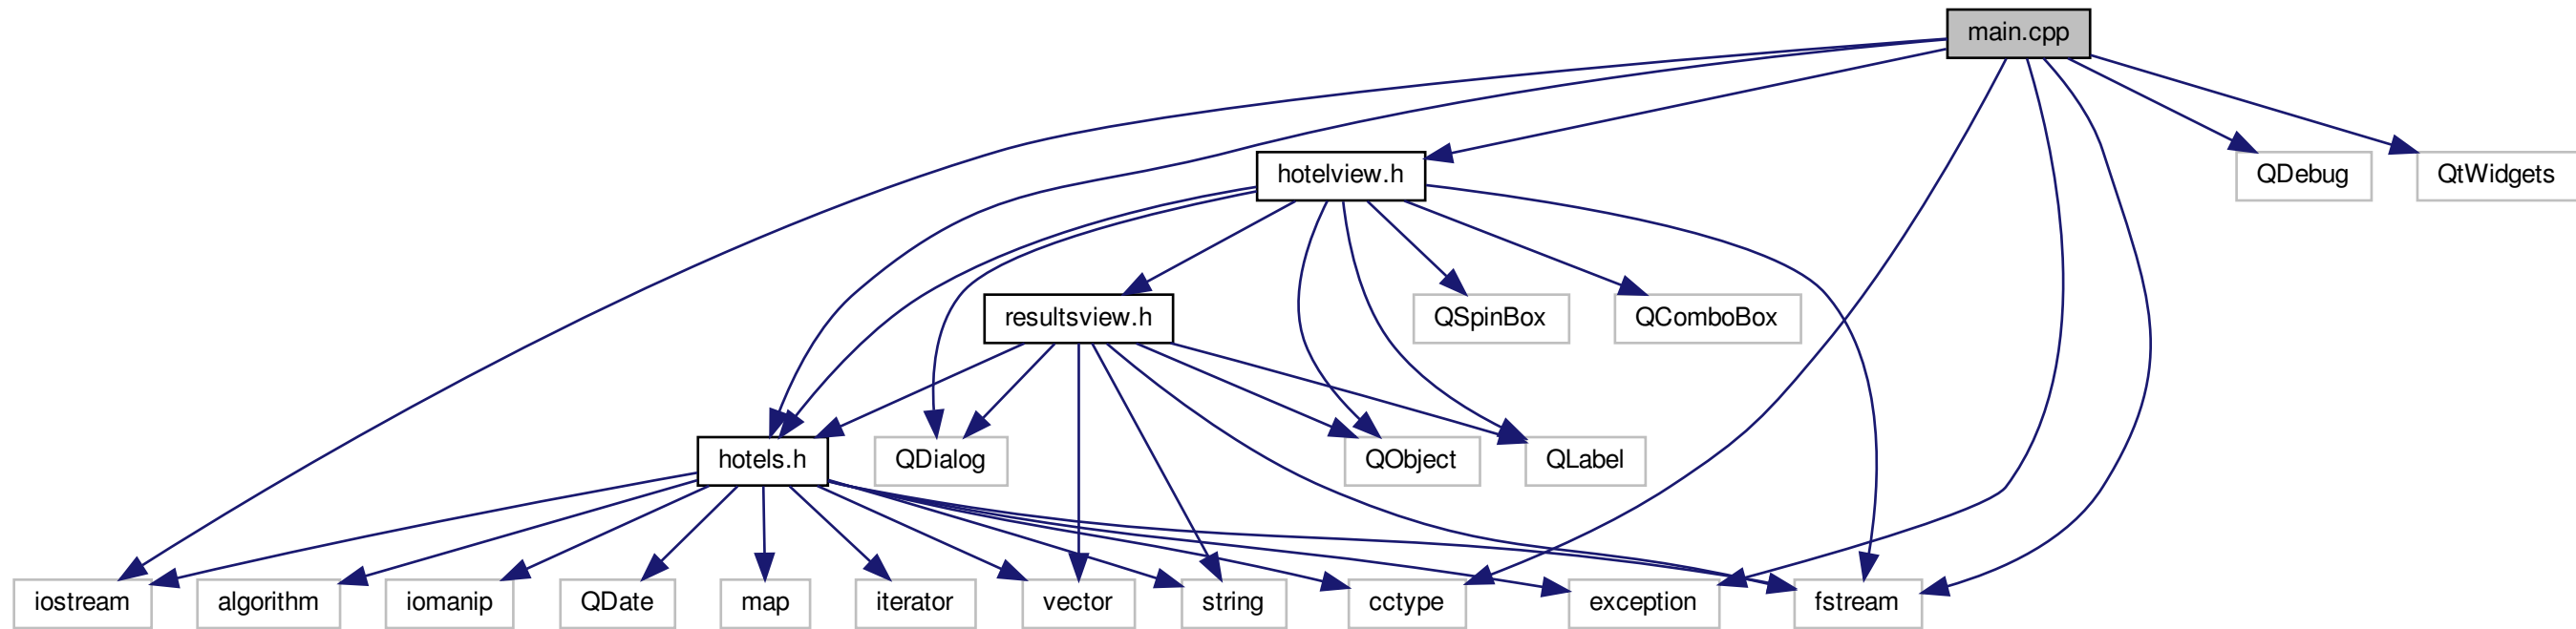 main.cpp
hotelview.h
QDebug
QtWidgets
resultsview.h
QSpinBox
QComboBox
hotels.h
QDialog
QObject
QLabel
iostream
algorithm
iomanip
QDate
map
iterator
vector
string
cctype
exception
fstream